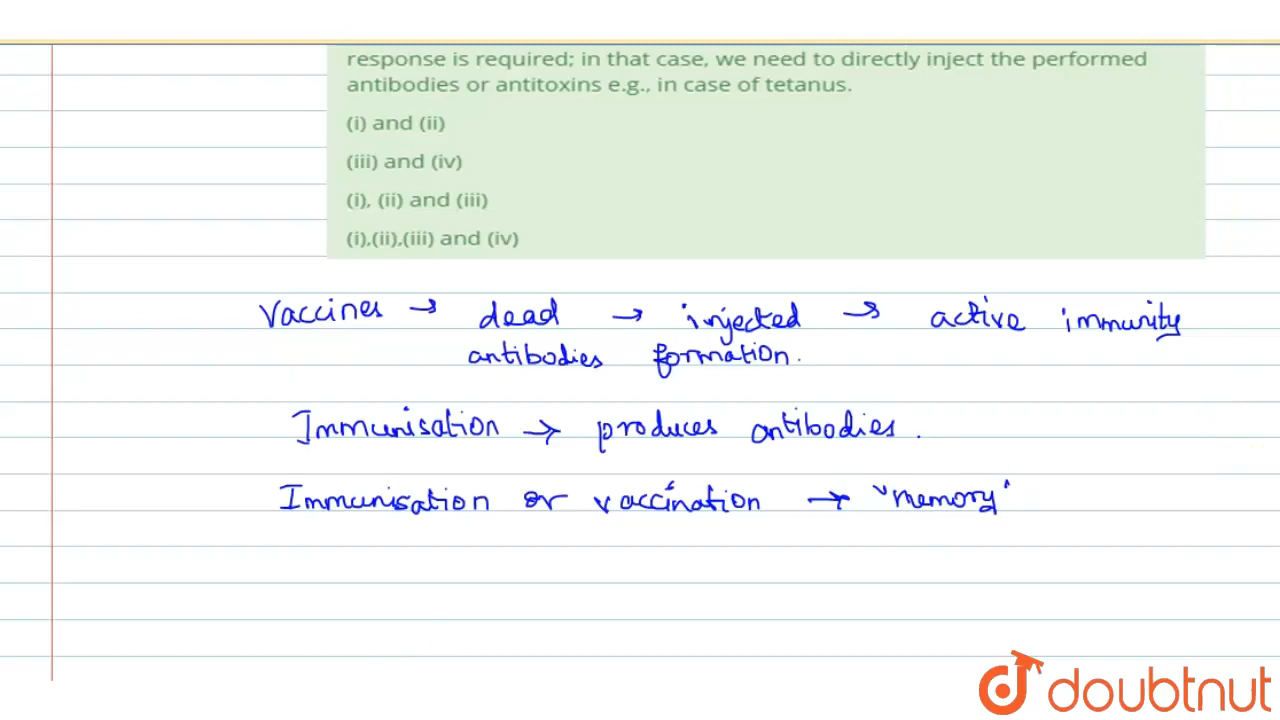 response is required; in that case, we need to directly inject the performed
antibodies or antitoxins e.g., in case of tetanus.
(i) and (ii)
(iii) and (iv)
(i), (ii) and (iii)
(i),(ii),(iii) and (iv)
Vaccines → dead → injected → active immunity
antibodies formation.
Immunisation → produces antibodies.
Immunisation or vaccination → "memory"
doubtnut